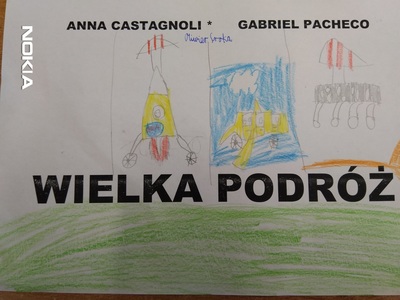 ANNA CASTAGNOLI * GABRIEL PACHECO
WIELKA PODRÓŻ
NOKIA